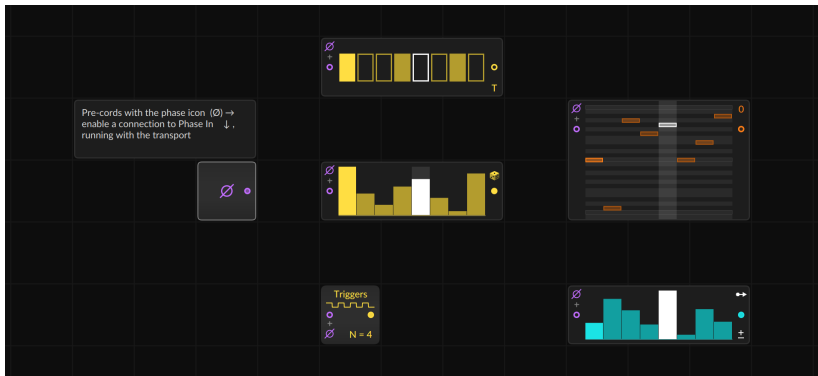 T
Pre-cords with the phase icon (Ø) →
enable a connection to Phase In ↓ ,
running with the transport
0
Triggers
N = 4